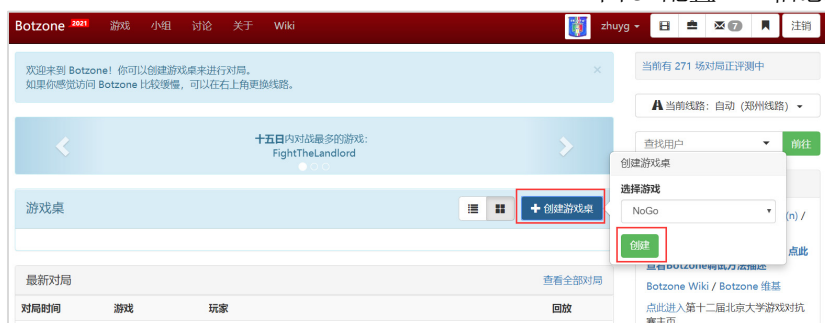 Botzone 2021 游戏 小组 讨论 关于 Wiki zhuyg 7 注销
欢迎来到 Botzone！你可以创建游戏桌来进行对局。 ×
如果你感觉访问 Botzone 比较缓慢，可以在右上角更换线路。
当前有 271 场对局正评测中
当前线路：自动（郑州线路）
十五日内对战最多的游戏：
FightTheLandlord
查找用户 前往
创建游戏桌
选择游戏
NoGo
创建
游戏桌
+ 创建游戏桌
(n) /
点此
查看Botzone调试方法描述
Botzone Wiki / Botzone 维基
点此进入第十二届北京大学游戏对抗
赛主页
最新对局 查看全部对局
对局时间 游戏 玩家 回放